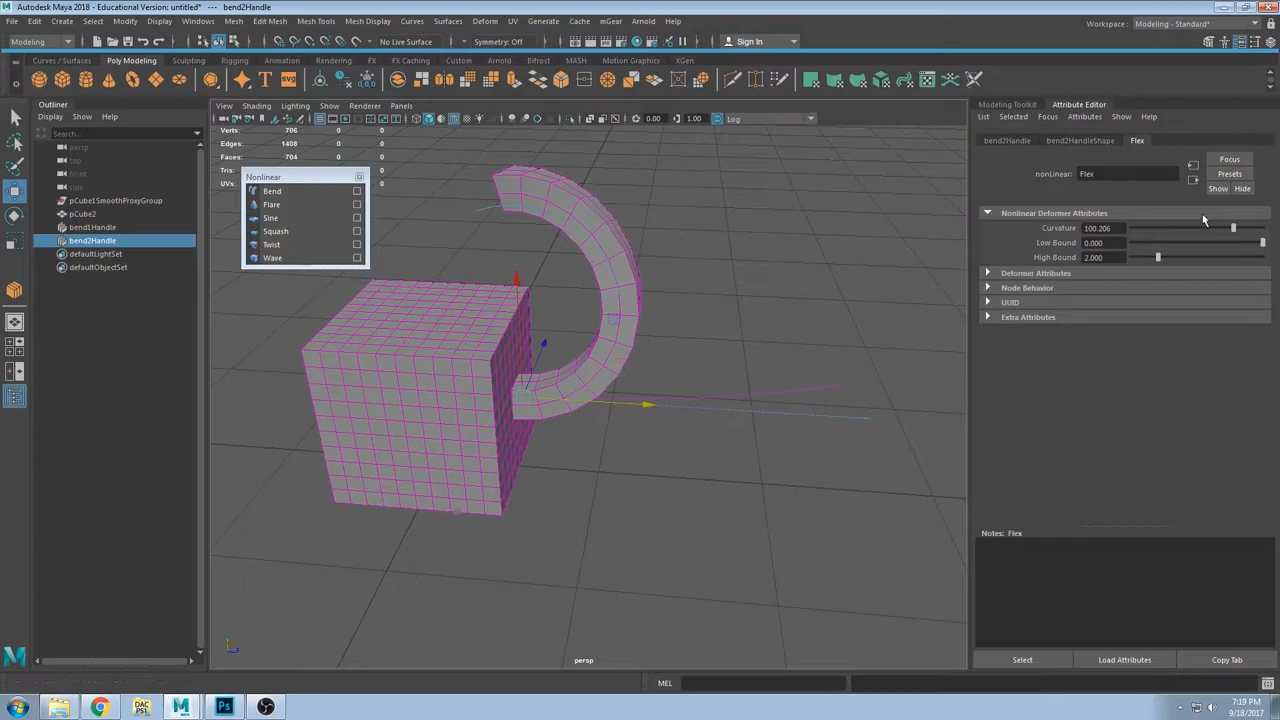 Autodesk Maya 2018 - Educational Version: untitled*   ---   bend2Handle
File Edit Create Select Modify Display Windows Mesh Edit Mesh Mesh Tools Mesh Display Curves Surfaces Deform UV Generate Cache mGear Arnold Help
Workspace : Modeling - Standard*
Modeling No Live Surface Symmetry: Off Sign In
Curves / Surfaces Poly Modeling Sculpting Rigging Animation Rendering FX FX Caching Custom Arnold Bifrost MASH Motion Graphics XGen
SVG
Outliner
Display Show Help
Search...
persp
top
front
side
pCube1SmoothProxyGroup
pCube2
bend1Handle
bend2Handle
defaultLightSet
defaultObjectSet
View Shading Lighting Show Renderer Panels
0.00 1.00 Log
Verts: 706 0 0
Edges: 1408 0 0
Faces: 704 0 0
Tris: 0
UVs:
Nonlinear
Bend
Flare
Sine
Squash
Twist
Wave
persp
Modeling Toolkit Attribute Editor
List Selected Focus Attributes Show Help
bend2Handle bend2HandleShape Flex
nonLinear: Flex
Focus
Presets
Show Hide
Nonlinear Deformer Attributes
Curvature 100.206
Low Bound 0.000
High Bound 2.000
Deformer Attributes
Node Behavior
UUID
Extra Attributes
Notes: Flex
Select Load Attributes Copy Tab
MEL
7:19 PM
9/18/2017